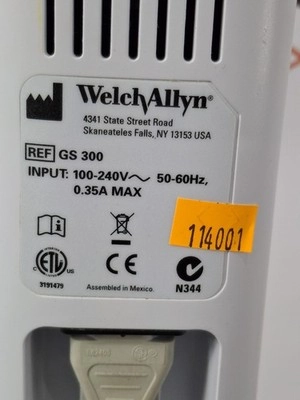 WelchAllyn®
4341 State Street Road
Skaneateles Falls, NY 13153 USA
REF GS 300
INPUT: 100-240V~ 50-60Hz,
0.35A MAX
114001
ETL
US
CE
3191479
Assembled in Mexico.
N344